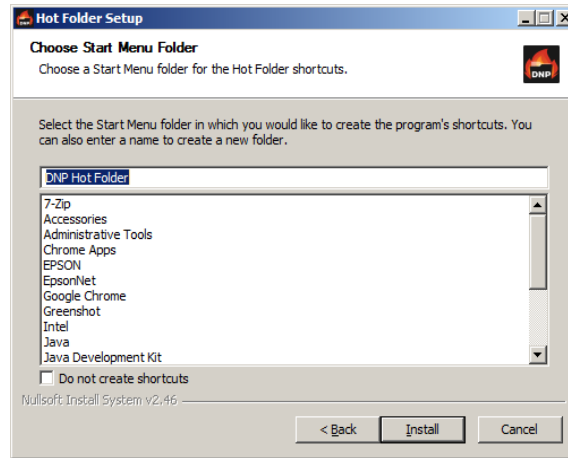 Hot Folder Setup
Choose Start Menu Folder
Choose a Start Menu folder for the Hot Folder shortcuts.
DNP
Select the Start Menu folder in which you would like to create the program's shortcuts. You
can also enter a name to create a new folder.
DNP Hot Folder
7-Zip
Accessories
Administrative Tools
Chrome Apps
EPSON
EpsonNet
Google Chrome
Greenshot
Intel
Java
Java Development Kit
Do not create shortcuts
Nullsoft Install System v2.46
< Back
Install
Cancel